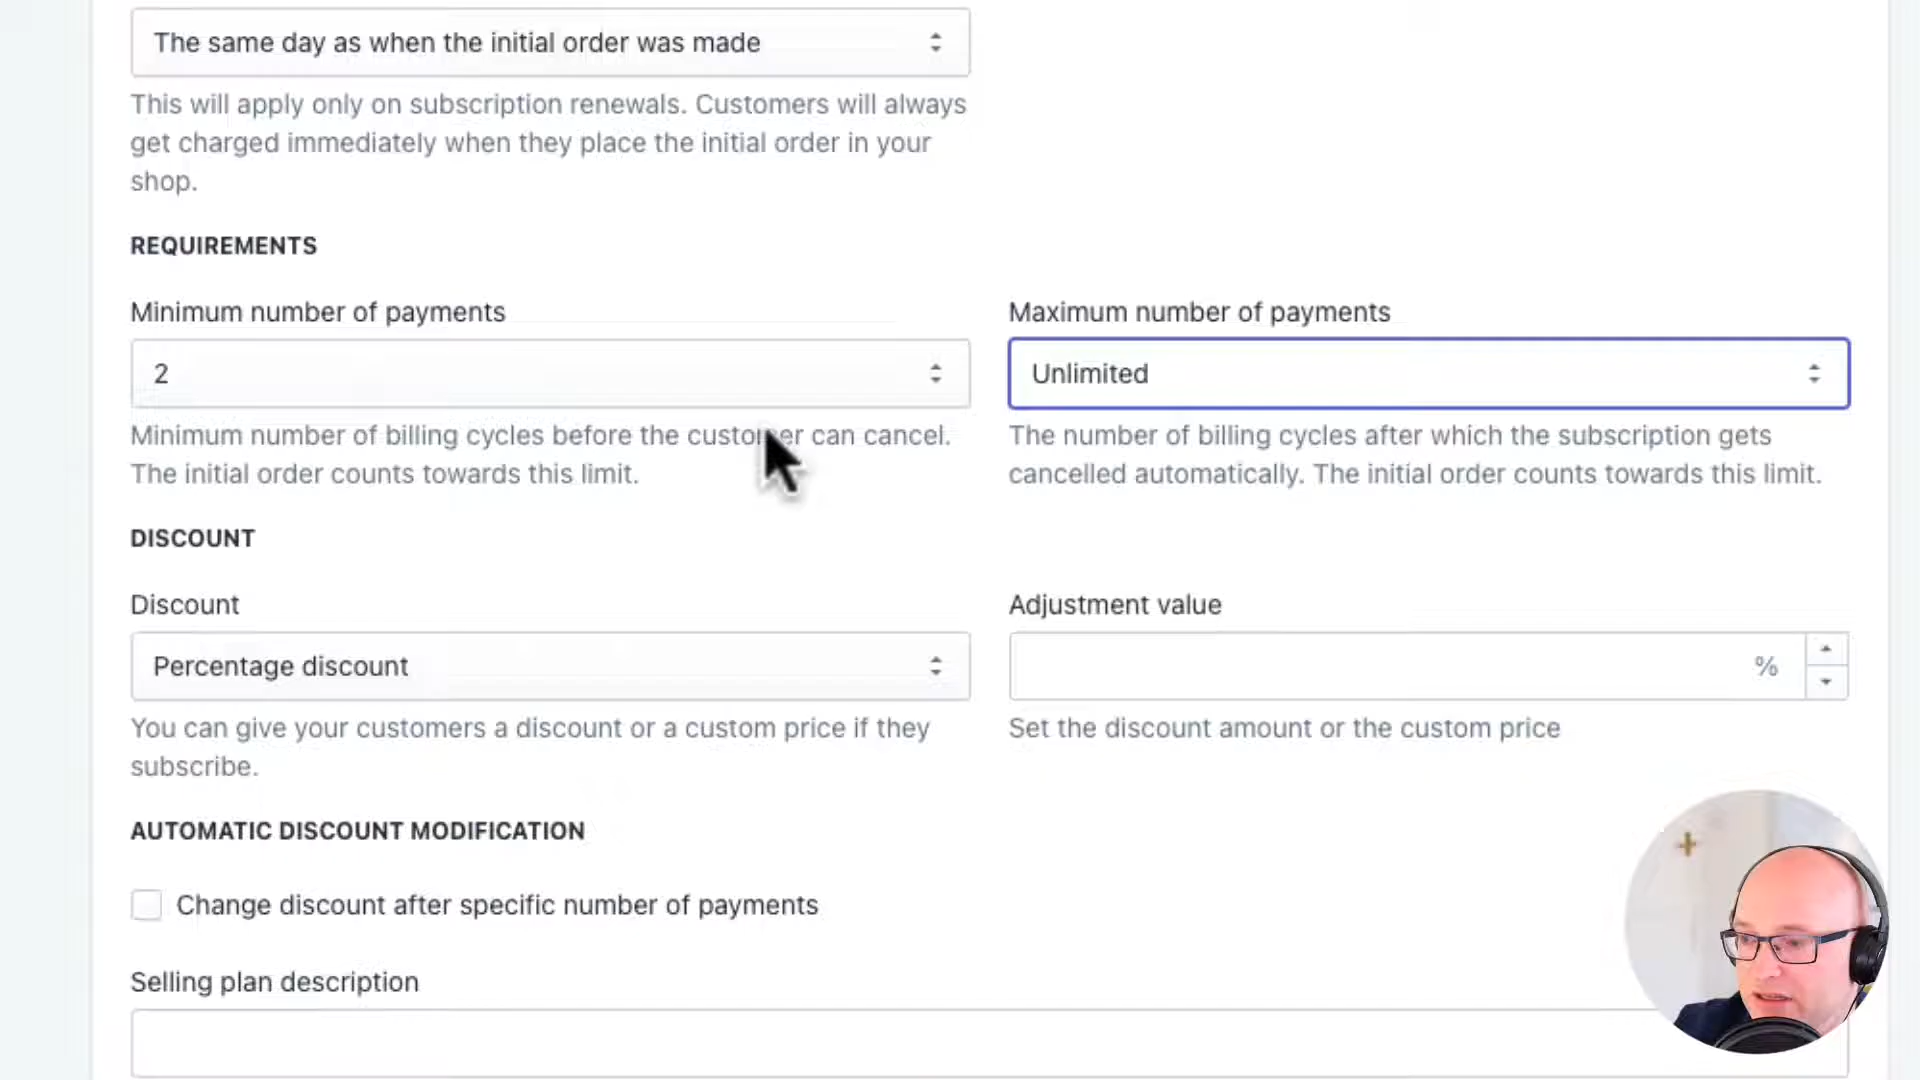 The same day as when the initial order was made
This will apply only on subscription renewals. Customers will always
get charged immediately when they place the initial order in your
shop.
REQUIREMENTS
Minimum number of payments
Maximum number of payments
2
Unlimited
Minimum number of billing cycles before the customer can cancel.
The initial order counts towards this limit.
The number of billing cycles after which the subscription gets
cancelled automatically. The initial order counts towards this limit.
DISCOUNT
Discount
Adjustment value
Percentage discount
%
You can give your customers a discount or a custom price if they
subscribe.
Set the discount amount or the custom price
AUTOMATIC DISCOUNT MODIFICATION
Change discount after specific number of payments
Selling plan description